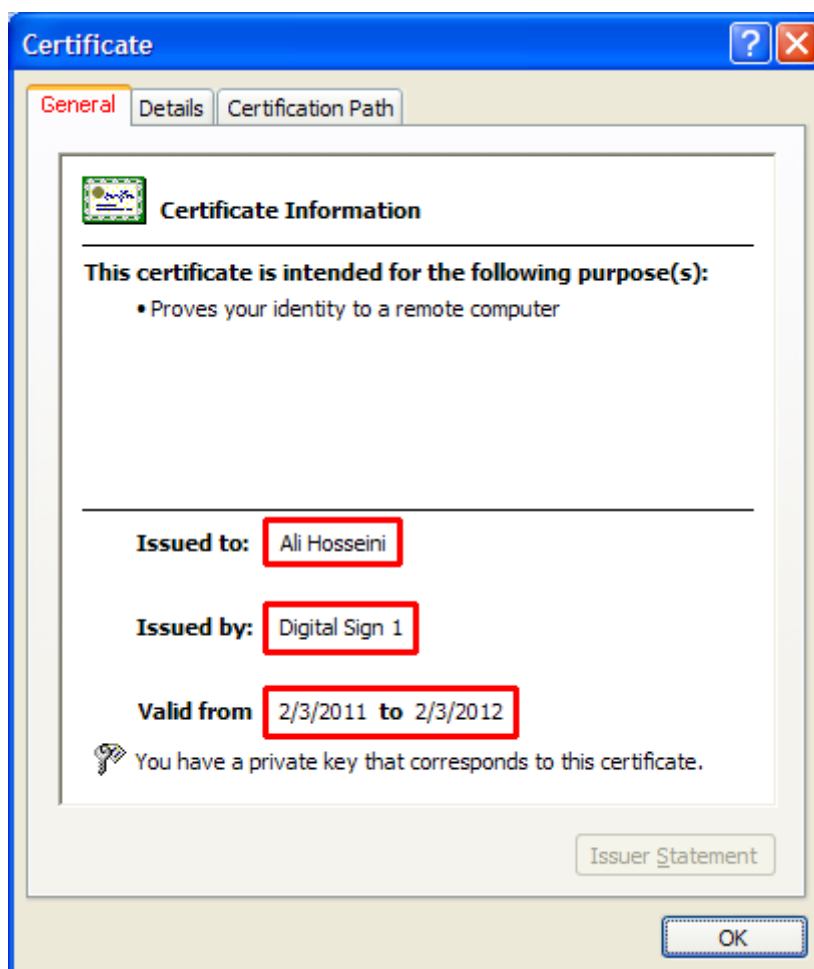 Certificate
General Details Certification Path
Certificate Information
This certificate is intended for the following purpose(s):
• Proves your identity to a remote computer
Issued to: Ali Hosseini
Issued by: Digital Sign 1
Valid from 2/3/2011 to 2/3/2012
You have a private key that corresponds to this certificate.
Issuer Statement
OK